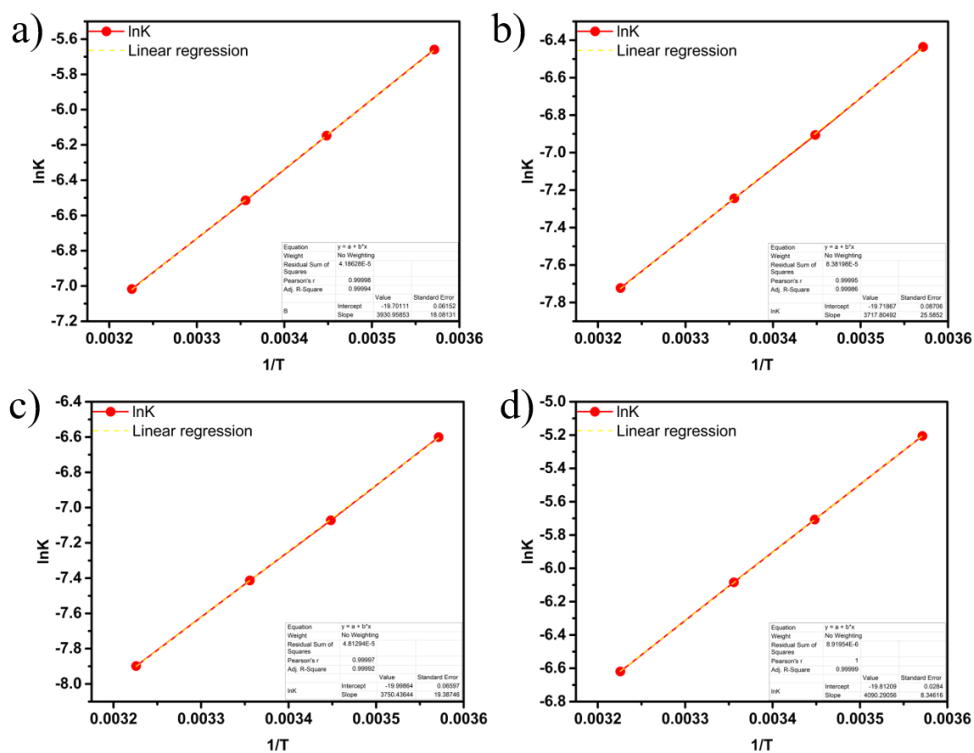 a)
lnK
Linear regression
-5.6
-5.8
-6.0
-6.2
-6.4
-6.6
-6.8
-7.0
-7.2
lnK
0.0032 0.0033 0.0034 0.0035 0.0036
1/T
Equation y = a + b*x
Weight No Weighting
Residual Sum of Squares 4.18628E-5
Pearson's r 0.99998
Adj. R-Square 0.99994
Value Standard Error
B Intercept -19.70111 0.06152
Slope 3930.95853 18.08131
b)
lnK
Linear regression
-6.4
-6.6
-6.8
-7.0
-7.2
-7.4
-7.6
-7.8
lnK
0.0032 0.0033 0.0034 0.0035 0.0036
1/T
Equation y = a + b*x
Weight No Weighting
Residual Sum of Squares 8.38198E-5
Pearson's r 0.99995
Adj. R-Square 0.99986
Value Standard Error
lnK Intercept -19.71867 0.08706
Slope 3717.80492 25.5852
c)
lnK
Linear regression
-6.4
-6.6
-6.8
-7.0
-7.2
-7.4
-7.6
-7.8
-8.0
lnK
0.0032 0.0033 0.0034 0.0035 0.0036
1/T
Equation y = a + b*x
Weight No Weighting
Residual Sum of Squares 4.81294E-5
Pearson's r 0.99997
Adj. R-Square 0.99992
Value Standard Error
lnK Intercept -19.99864 0.06597
Slope 3750.43644 19.38746
d)
lnK
Linear regression
-5.0
-5.2
-5.4
-5.6
-5.8
-6.0
-6.2
-6.4
-6.6
-6.8
lnK
0.0032 0.0033 0.0034 0.0035 0.0036
1/T
Equation y = a + b*x
Weight No Weighting
Residual Sum of Squares 8.91954E-6
Pearson's r 1
Adj. R-Square 0.99999
Value Standard Error
lnK Intercept -19.81209 0.0284
Slope 4090.29058 8.34616